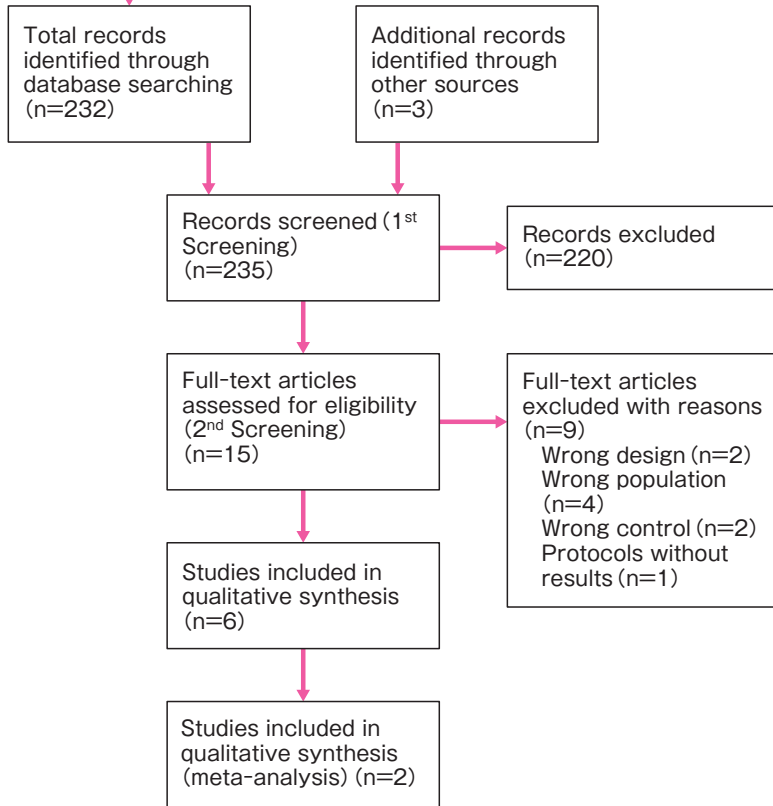 Total records
identified through
database searching
(n=232)
Additional records
identified through
other sources
(n=3)
Records screened (1st
Screening)
(n=235)
Records excluded
(n=220)
Full-text articles
assessed for eligibility
(2nd Screening)
(n=15)
Full-text articles
excluded with reasons
(n=9)
Wrong design (n=2)
Wrong population
(n=4)
Wrong control (n=2)
Protocols without
results (n=1)
Studies included in
qualitative synthesis
(n=6)
Studies included in
qualitative synthesis
(meta-analysis) (n=2)